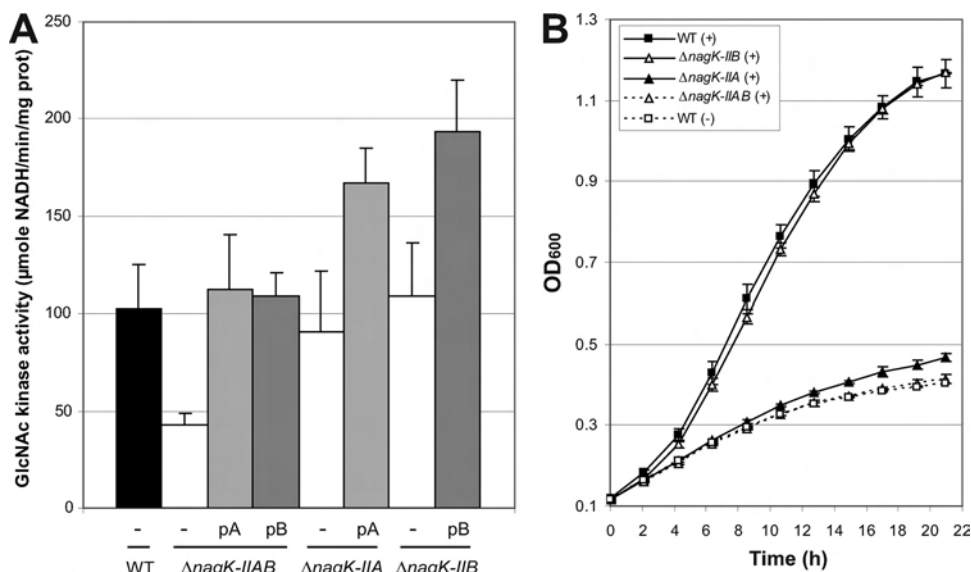 A
GlcNAc kinase activity (µmole NADH/min/mg prot)
250
200
150
100
50
0
- - pA pB - pA - pB
WT ΔnagK-IIAB ΔnagK-IIA ΔnagK-IIB
B
OD600
1.3
1.1
0.9
0.7
0.5
0.3
0.1
WT (+)
ΔnagK-IIB (+)
ΔnagK-IIA (+)
ΔnagK-IIAB (+)
WT (-)
0 2 4 6 8 10 12 14 16 18 20 22
Time (h)